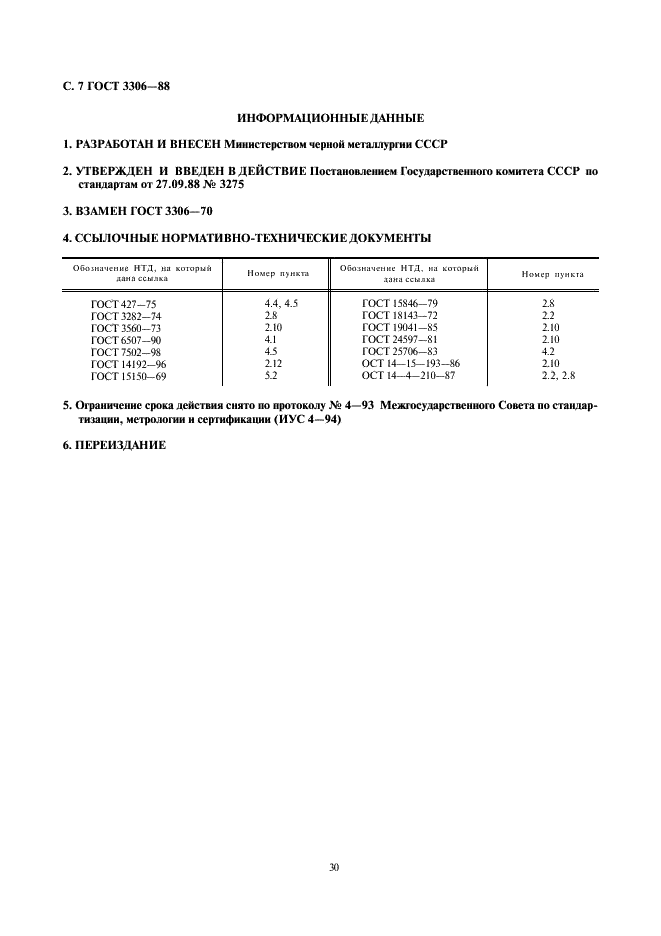 С. 7 ГОСТ 3306—88
ИНФОРМАЦИОННЫЕ ДАННЫЕ
1. РАЗРАБОТАН И ВНЕСЕН Министерством черной металлургии СССР
2. УТВЕРЖДЕН И ВВЕДЕН В ДЕЙСТВИЕ Постановлением Государственного комитета СССР по
стандартам от 27.09.88 № 3275
3. ВЗАМЕН ГОСТ 3306—70
4. ССЫЛОЧНЫЕ НОРМАТИВНО-ТЕХНИЧЕСКИЕ ДОКУМЕНТЫ
Обозначение НТД, на который Номер пункта Обозначение НТД, на который Номер пункта
дана ссылка дана ссылка
ГОСТ 427—75 4.4, 4.5 ГОСТ 15846—79 2.8
ГОСТ 3282—74 2.8 ГОСТ 18143—72 2.2
ГОСТ 3560—73 2.10 ГОСТ 19041—85 2.10
ГОСТ 6507—90 4.1 ГОСТ 24597—81 2.10
ГОСТ 7502—98 4.5 ГОСТ 25706—83 4.2
ГОСТ 14192—96 2.12 ОСТ 14—15—193—86 2.10
ГОСТ 15150—69 5.2 ОСТ 14—4—210—87 2.2, 2.8
5. Ограничение срока действия снято по протоколу № 4—93 Межгосударственного Совета по стандар-
тизации, метрологии и сертификации (ИУС 4—94)
6. ПЕРЕИЗДАНИЕ
30